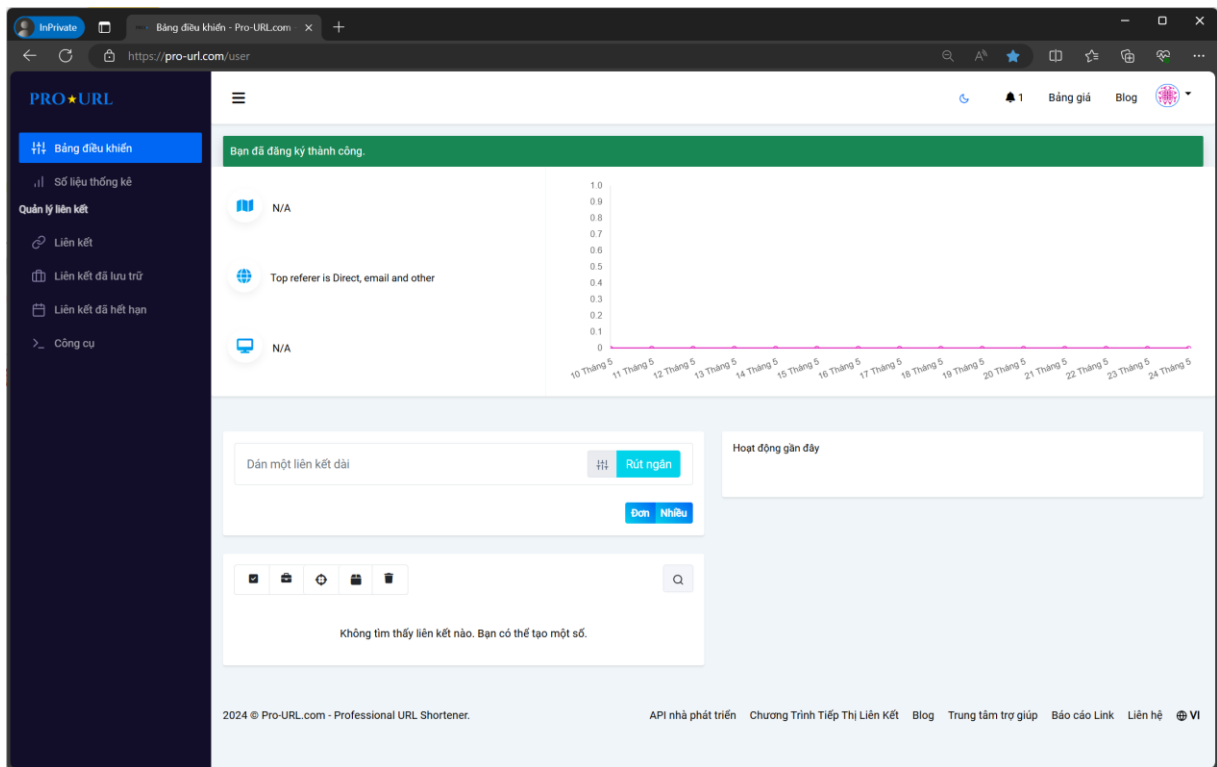 InPrivate
Bảng điều khiển - Pro-URL.com
https://pro-url.com/user
PRO★URL
1 Bảng giá Blog
Bảng điều khiển
Số liệu thống kê
Quản lý liên kết
Liên kết
Liên kết đã lưu trữ
Liên kết đã hết hạn
Công cụ
Bạn đã đăng ký thành công.
N/A
Top referer is Direct, email and other
N/A
1.0
0.9
0.8
0.7
0.6
0.5
0.4
0.3
0.2
0.1
0
10 Tháng 5 11 Tháng 5 12 Tháng 5 13 Tháng 5 14 Tháng 5 15 Tháng 5 16 Tháng 5 17 Tháng 5 18 Tháng 5 19 Tháng 5 20 Tháng 5 21 Tháng 5 22 Tháng 5 23 Tháng 5 24 Tháng 5
Dán một liên kết dài Rút ngắn
Đơn Nhiều
Hoạt động gần đây
Không tìm thấy liên kết nào. Bạn có thể tạo một số.
2024 © Pro-URL.com - Professional URL Shortener. API nhà phát triển Chương Trình Tiếp Thị Liên Kết Blog Trung tâm trợ giúp Báo cáo Link Liên hệ VI